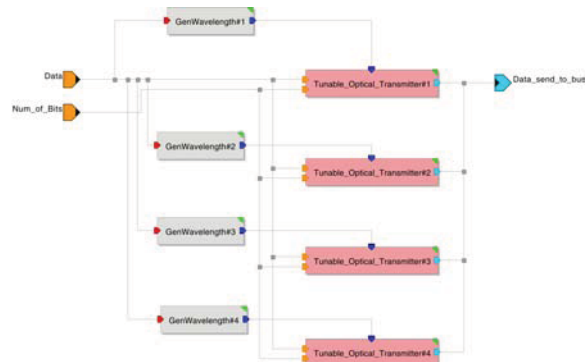 GenWavelength#1
Data
Tunable_Optical_Transmitter#1
Data_send_to_bus
Num_of_Bits
GenWavelength#2
Tunable_Optical_Transmitter#2
GenWavelength#3
Tunable_Optical_Transmitter#3
GenWavelength#4
Tunable_Optical_Transmitter#4